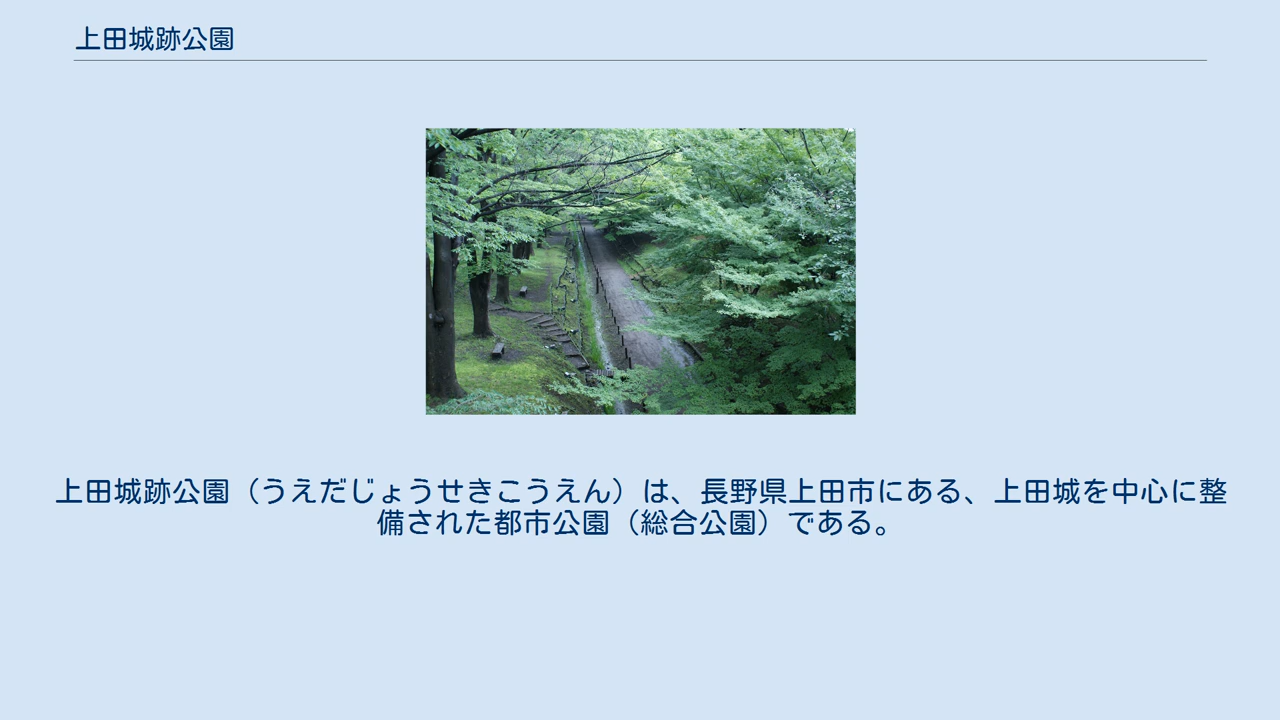 上田城跡公園
上田城跡公園（うえだじょうせきこうえん）は、長野県上田市にある、上田城を中心に整
備された都市公園（総合公園）である。